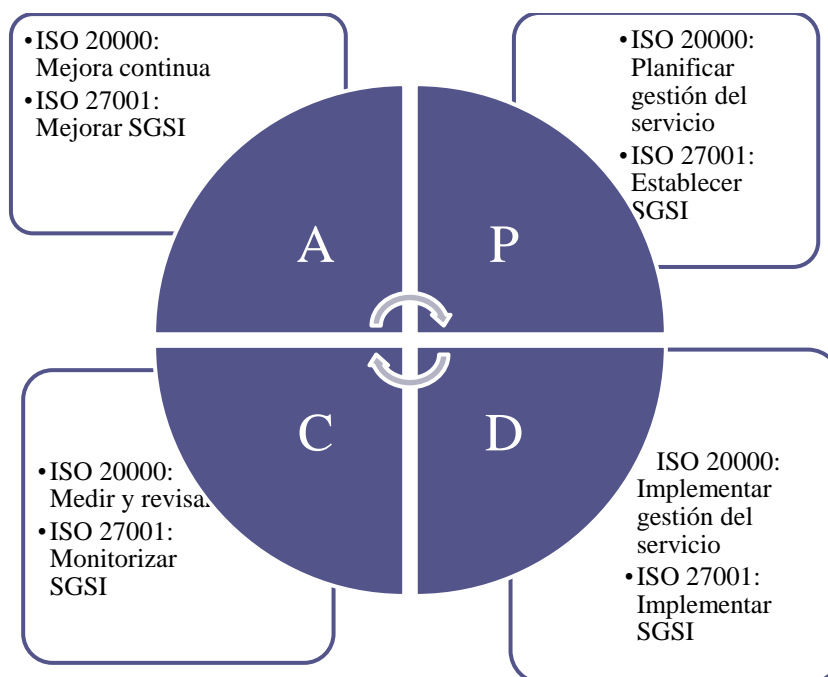 •ISO 20000:
Mejora continua
•ISO 27001:
Mejorar SGSI
•ISO 20000:
Planificar
gestión del
servicio
•ISO 27001:
Establecer
SGSI
A
P
C
D
•ISO 20000:
Medir y revisa
•ISO 27001:
Monitorizar
SGSI
ISO 20000:
Implementar
gestión del
servicio
•ISO 27001:
Implementar
SGSI